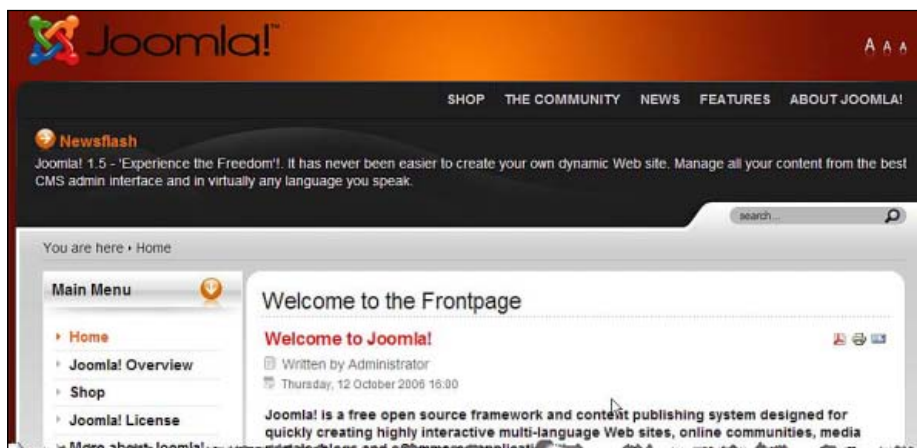 Joomla!™
A A A
SHOP THE COMMUNITY NEWS FEATURES ABOUT JOOMLA!
Newsflash
Joomla! 1.5 - 'Experience the Freedom'!. It has never been easier to create your own dynamic Web site. Manage all your content from the best
CMS admin interface and in virtually any language you speak.
search...
You are here • Home
Main Menu
Home
Joomla! Overview
Shop
Joomla! License
More about Joomla!
Welcome to the Frontpage
Welcome to Joomla!
Written by Administrator
Thursday, 12 October 2006 16:00
Joomla! is a free open source framework and content publishing system designed for
quickly creating highly interactive multi-language Web sites, online communities, media